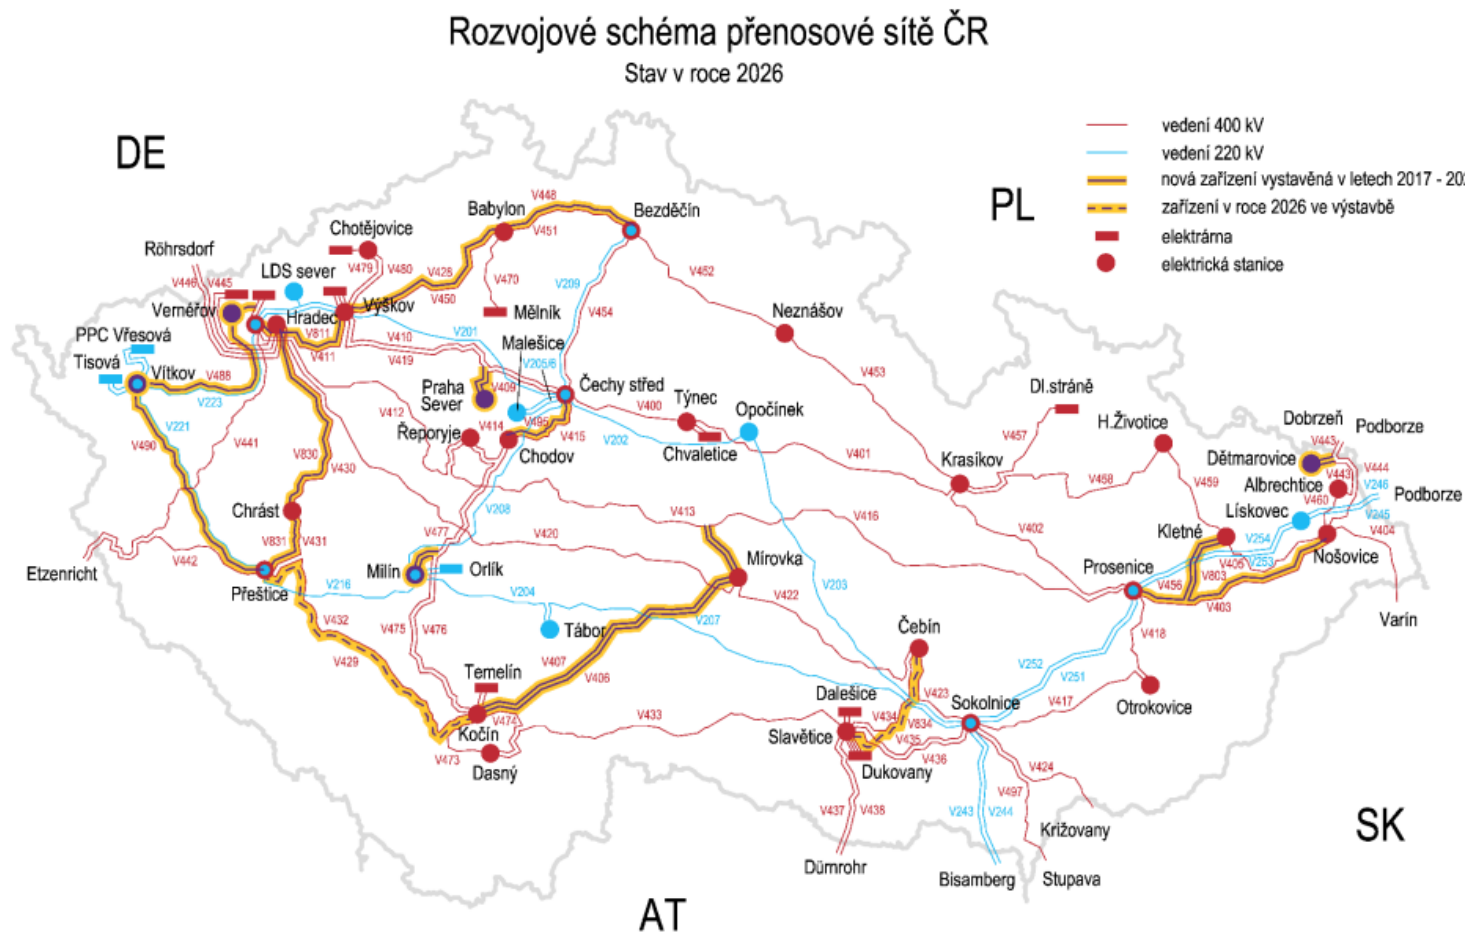 Rozvojové schéma přenosové sítě ČR
Stav v roce 2026
DE
PL
SK
AT
vedení 400 kV
vedení 220 kV
nová zařízení vystavěná v letech 2017 - 202
zařízení v roce 2026 ve výstavbě
elektrárna
elektrická stanice
V448
Babylon
Bezděčín
V451
Chotějovice
Röhrsdorf
V479
V480
LDS sever
V446
V445
V428
V450
V470
V209
V452
Vernéřov
Hradec
Výškov
Mělník
V454
Neznášov
PPC Vřesová
V811
V411
V410
V419
V201
Malešice
V205/6
Tisová
Vítkov
V488
V223
Praha
Sever
V409
Čechy střed
V453
Dl.stráně
V221
V490
V441
V412
V414
V495
V415
V400
Týnec
Opočínek
Řeporyje
Chodov
V202
Chvaletice
V457
H.Životice
Dobrzeň
Podborze
V443
V444
Dětmarovice
V443
V830
V430
V401
Krasíkov
V458
V459
Albrechtice
V246
Podborze
V245
V460
Lískovec
V404
Chrást
V208
V413
V416
V402
Kletné
V254
V253
Nošovice
V831
V431
V477
V420
V405
V803
V442
Etzenricht
Přeštice
Milín
Orlík
Mírovka
Prosenice
V456
V403
Varín
V216
V204
V422
V203
V432
V429
V475
V476
Tábor
V207
Čebín
V418
V407
V406
V252
V251
Temelín
V474
Kočín
V473
Dasný
V433
Dalešice
V434
V423
V834
V435
V436
Slavětice
Dukovany
Sokolnice
V417
Otrokovice
V437
V438
V243
V244
V497
V424
Dürnrohr
Bisamberg
Stupava
Križovany